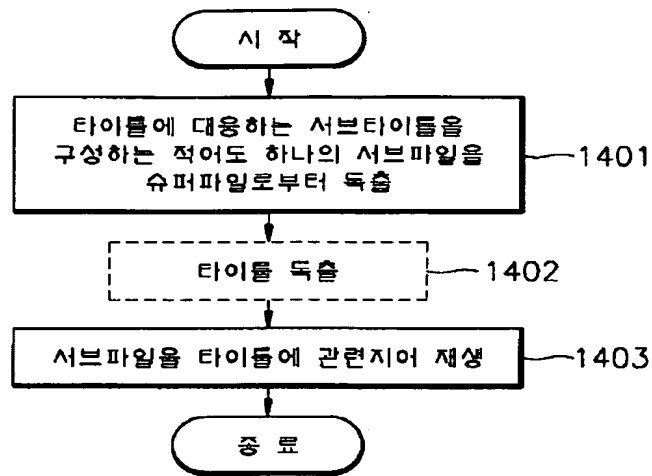 시 작
타이틀에 대응하는 서브타이틀을
구성하는 적어도 하나의 서브파일을
슈퍼파일로부터 독출
1401
타이틀 독출
1402
서브파일을 타이틀에 관련지어 재생
1403
종 료